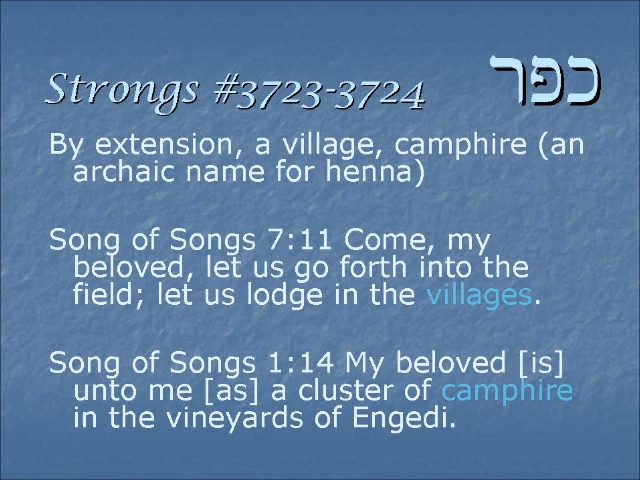 Strongs #3723-3724 כפר
By extension, a village, camphire (an
archaic name for henna)
Song of Songs 7:11 Come, my
beloved, let us go forth into the
field; let us lodge in the villages.
Song of Songs 1:14 My beloved [is]
unto me [as] a cluster of camphire
in the vineyards of Engedi.